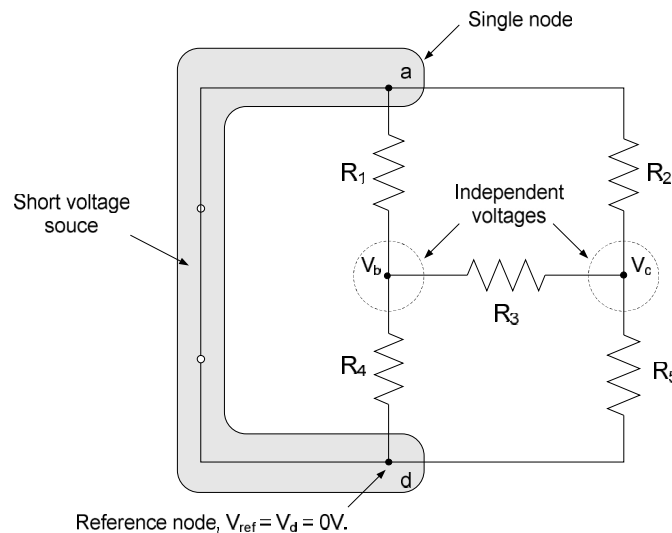 Single node
a
R1
R2
Short voltage
souce
Independent
voltages
Vb
Vc
R3
R4
R5
d
Reference node, Vref = Vd = 0V.